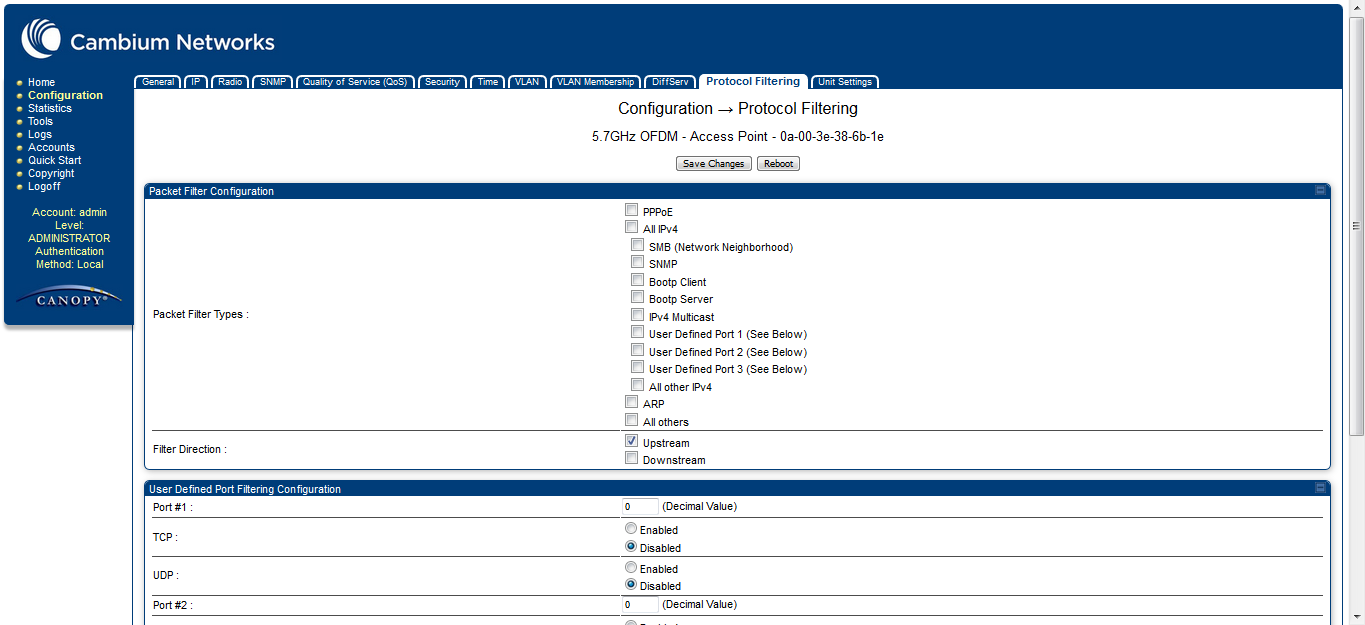 Cambium Networks
Home
Configuration
Statistics
Tools
Logs
Accounts
Quick Start
Copyright
Logoff
Account: admin
Level:
ADMINISTRATOR
Authentication
Method: Local
CANOPY®
General IP Radio SNMP Quality of Service (QoS) Security Time VLAN VLAN Membership DiffServ Protocol Filtering Unit Settings
Configuration → Protocol Filtering
5.7GHz OFDM - Access Point - 0a-00-3e-38-6b-1e
Save Changes Reboot
Packet Filter Configuration
Packet Filter Types :
PPPoE
All IPv4
SMB (Network Neighborhood)
SNMP
Bootp Client
Bootp Server
IPv4 Multicast
User Defined Port 1 (See Below)
User Defined Port 2 (See Below)
User Defined Port 3 (See Below)
All other IPv4
ARP
All others
Filter Direction :
Upstream
Downstream
User Defined Port Filtering Configuration
Port #1 : 0 (Decimal Value)
TCP :
Enabled
Disabled
UDP :
Enabled
Disabled
Port #2 : 0 (Decimal Value)